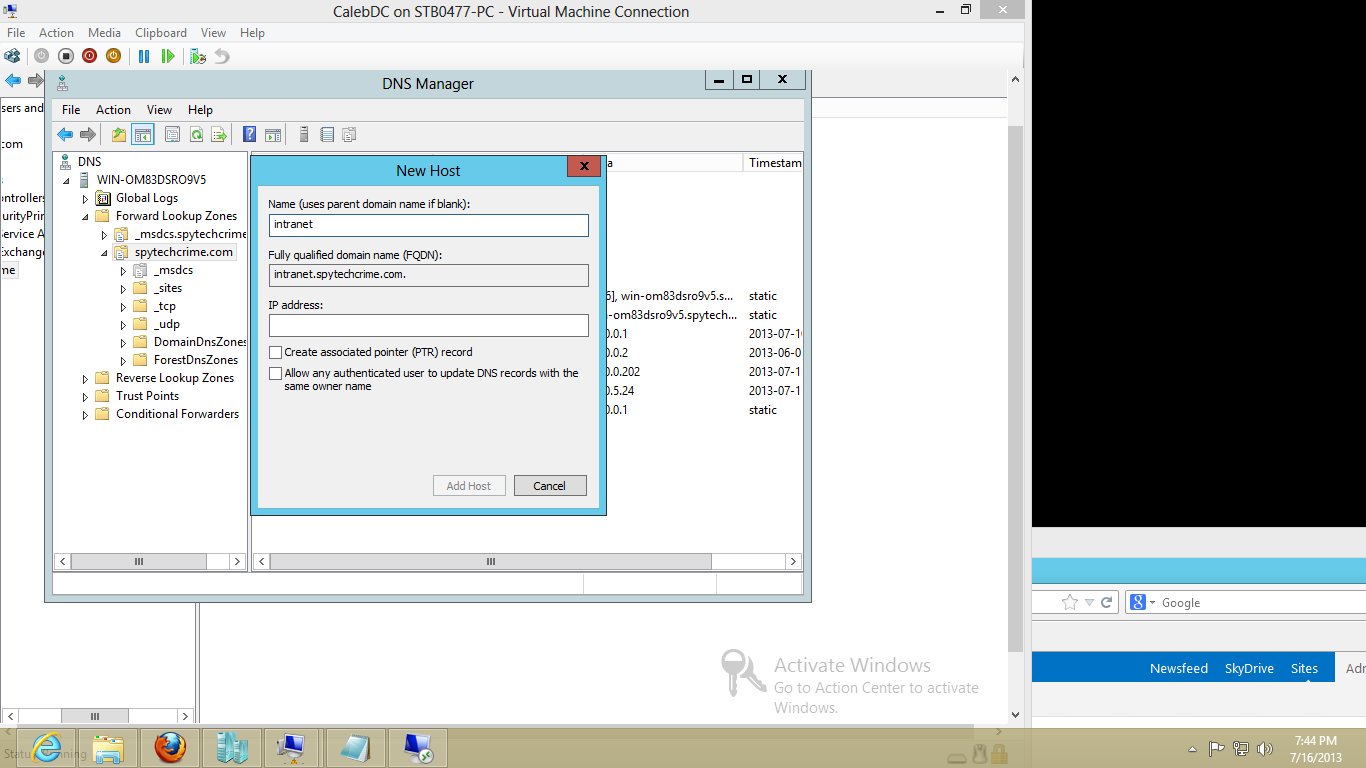 CalebDC on STB0477-PC - Virtual Machine Connection
File Action Media Clipboard View Help
DNS Manager
File Action View Help
sers and
com
ontrollers
urityPrin
ervice A
Exchange
me
DNS
WIN-OM83DSRO9V5
Global Logs
Forward Lookup Zones
_msdcs.spytechcrime
spytechcrime.com
_msdcs
_sites
_tcp
_udp
DomainDnsZones
ForestDnsZones
Reverse Lookup Zones
Trust Points
Conditional Forwarders
New Host
Name (uses parent domain name if blank):
intranet
Fully qualified domain name (FQDN):
intranet.spytechcrime.com.
IP address:
Create associated pointer (PTR) record
Allow any authenticated user to update DNS records with the
same owner name
Add Host Cancel
a Timestam
6], win-om83dsro9v5.s... static
-om83dsro9v5.spytech... static
0.0.1 2013-07-1
0.0.2 2013-06-0
0.0.202 2013-07-1
0.5.24 2013-07-1
0.0.1 static
Google
Newsfeed SkyDrive Sites Adr
Activate Windows
Go to Action Center to activate
Windows.
7:44 PM
7/16/2013